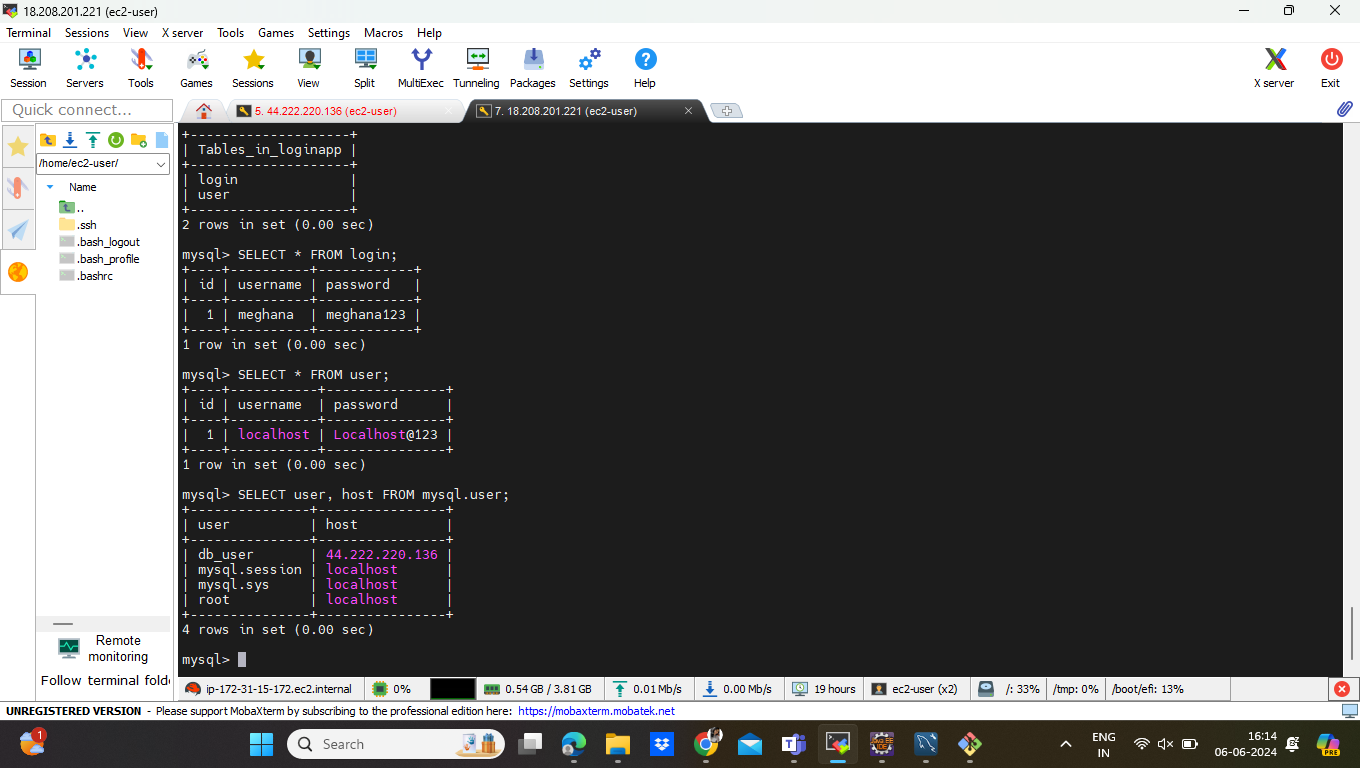 18.208.201.221 (ec2-user)
Terminal Sessions View X server Tools Games Settings Macros Help
Session Servers Tools Games Sessions View Split MultiExec Tunneling Packages Settings Help X server Exit
Quick connect...
5. 44.222.220.136 (ec2-user)
7. 18.208.201.221 (ec2-user)
/home/ec2-user/
Name
..
.ssh
.bash_logout
.bash_profile
.bashrc
Remote
monitoring
Follow terminal folde
+--------------------+
| Tables_in_loginapp |
+--------------------+
| login              |
| user               |
+--------------------+
2 rows in set (0.00 sec)
mysql> SELECT * FROM login;
+----+----------+------------+
| id | username | password   |
+----+----------+------------+
|  1 | meghana  | meghana123 |
+----+----------+------------+
1 row in set (0.00 sec)
mysql> SELECT * FROM user;
+----+-----------+---------------+
| id | username  | password      |
+----+-----------+---------------+
|  1 | localhost | Localhost@123 |
+----+-----------+---------------+
1 row in set (0.00 sec)
mysql> SELECT user, host FROM mysql.user;
+---------------+----------------+
| user          | host           |
+---------------+----------------+
| db_user       | 44.222.220.136 |
| mysql.session | localhost      |
| mysql.sys     | localhost      |
| root          | localhost      |
+---------------+----------------+
4 rows in set (0.00 sec)
mysql>
ip-172-31-15-172.ec2.internal 0% 0.54 GB / 3.81 GB 0.01 Mb/s 0.00 Mb/s 19 hours ec2-user (x2) /: 33% /tmp: 0% /boot/efi: 13%
UNREGISTERED VERSION - Please support MobaXterm by subscribing to the professional edition here: https://mobaxterm.mobatek.net
1
Search
ENG
IN
16:14
06-06-2024
PRE